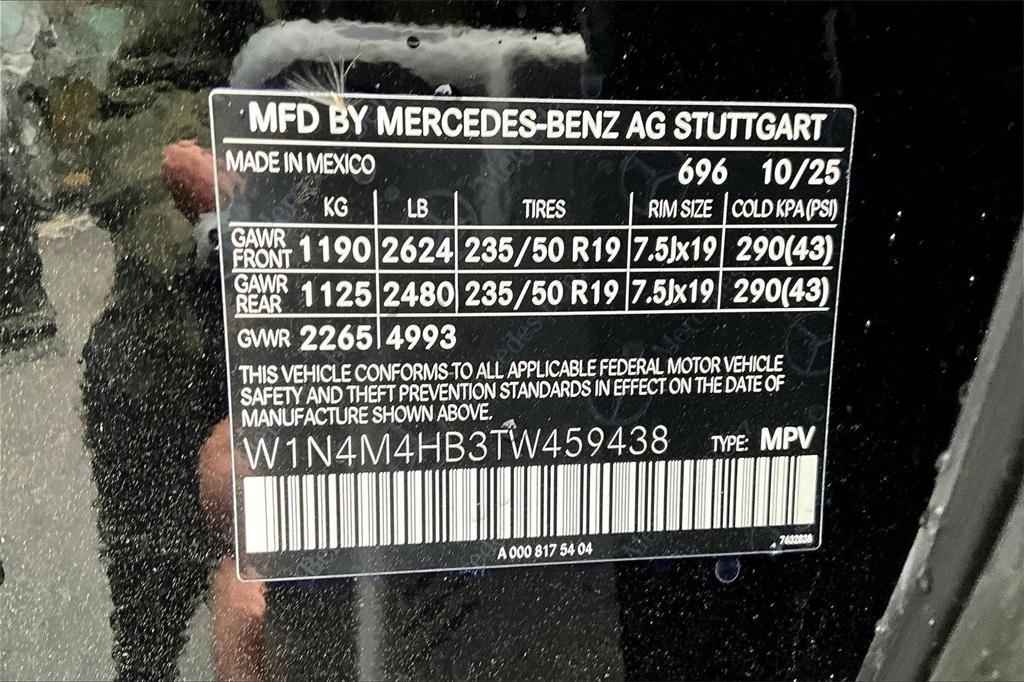 MFD BY MERCEDES-BENZ AG STUTTGART
MADE IN MEXICO 696 10/25
KG LB TIRES RIM SIZE COLD KPA(PSI)
GAWR FRONT 1190 2624 235/50 R19 7.5Jx19 290(43)
GAWR REAR 1125 2480 235/50 R19 7.5Jx19 290(43)
GVWR 2265 4993
THIS VEHICLE CONFORMS TO ALL APPLICABLE FEDERAL MOTOR VEHICLE
SAFETY AND THEFT PREVENTION STANDARDS IN EFFECT ON THE DATE OF
MANUFACTURE SHOWN ABOVE.
W1N4M4HB3TW459438 TYPE: MPV
A 000 817 54 04 7632838